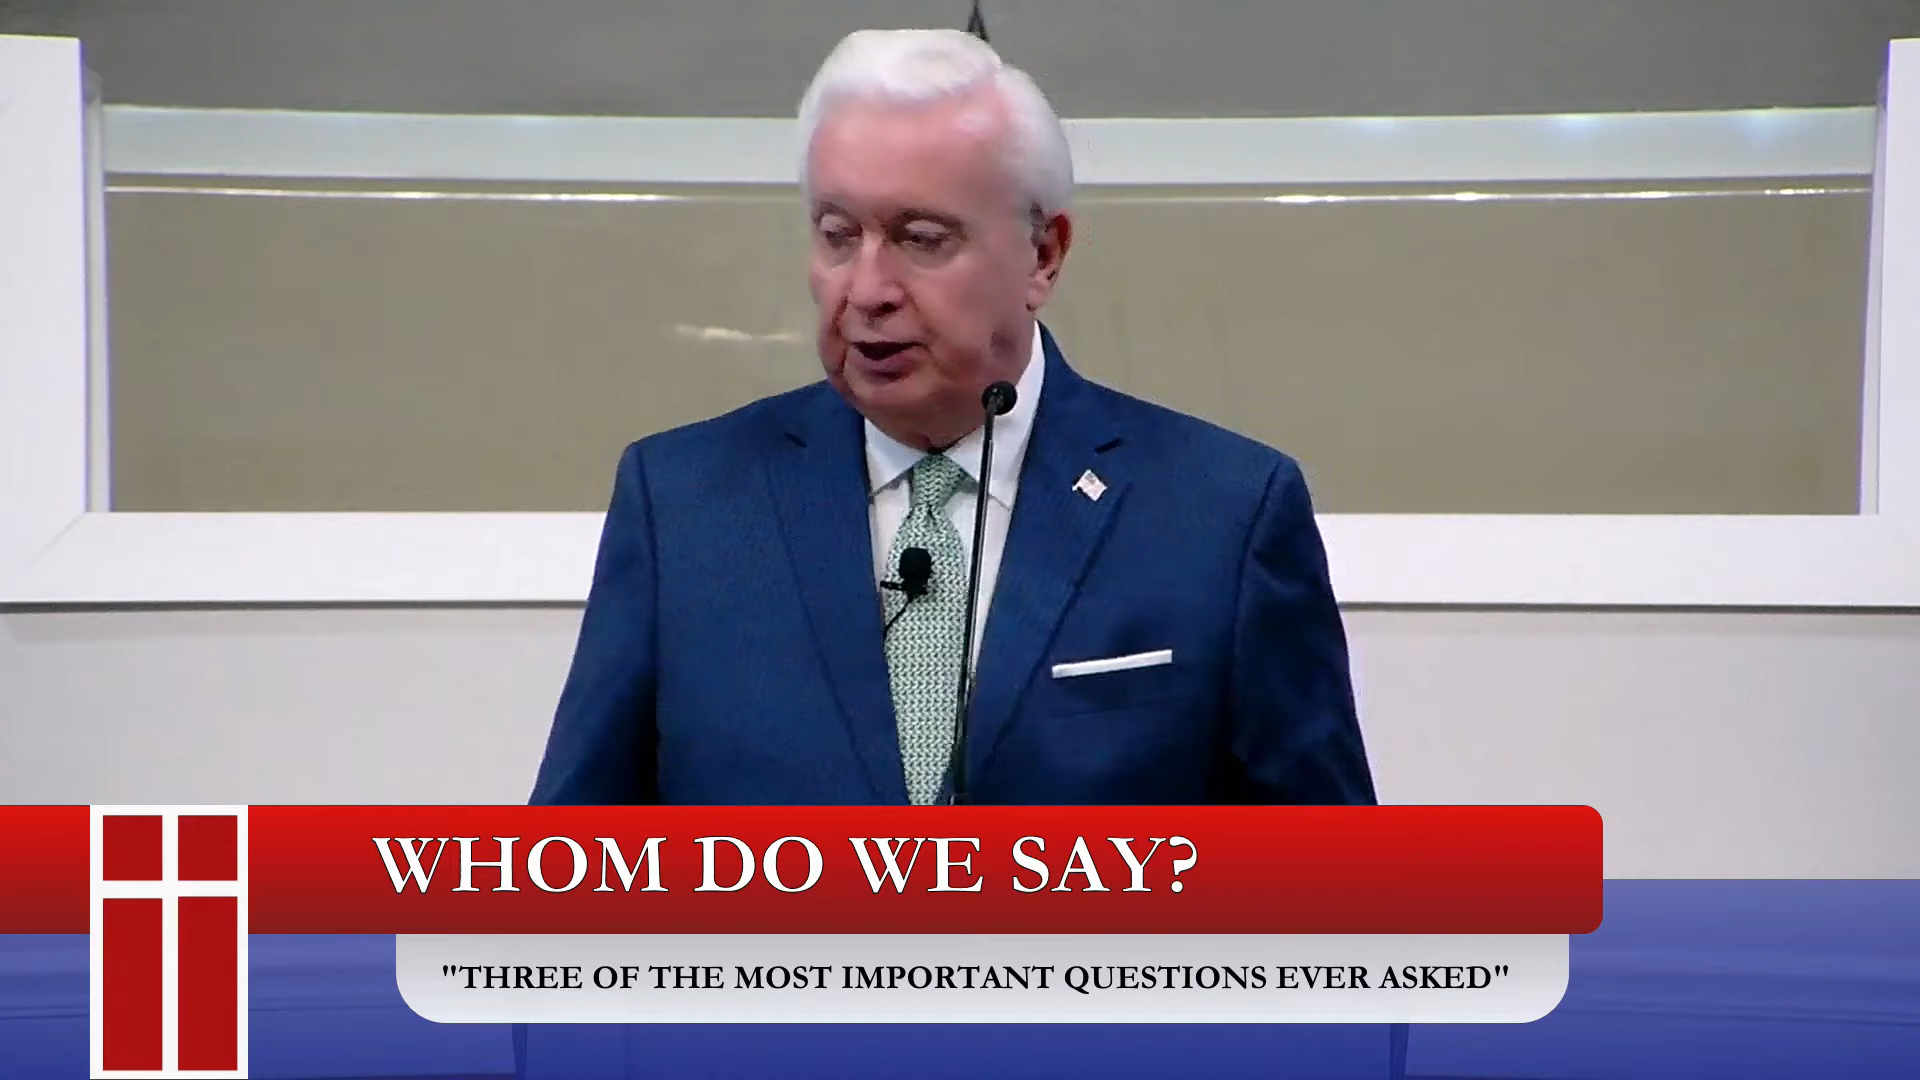 WHOM DO WE SAY?
"THREE OF THE MOST IMPORTANT QUESTIONS EVER ASKED"